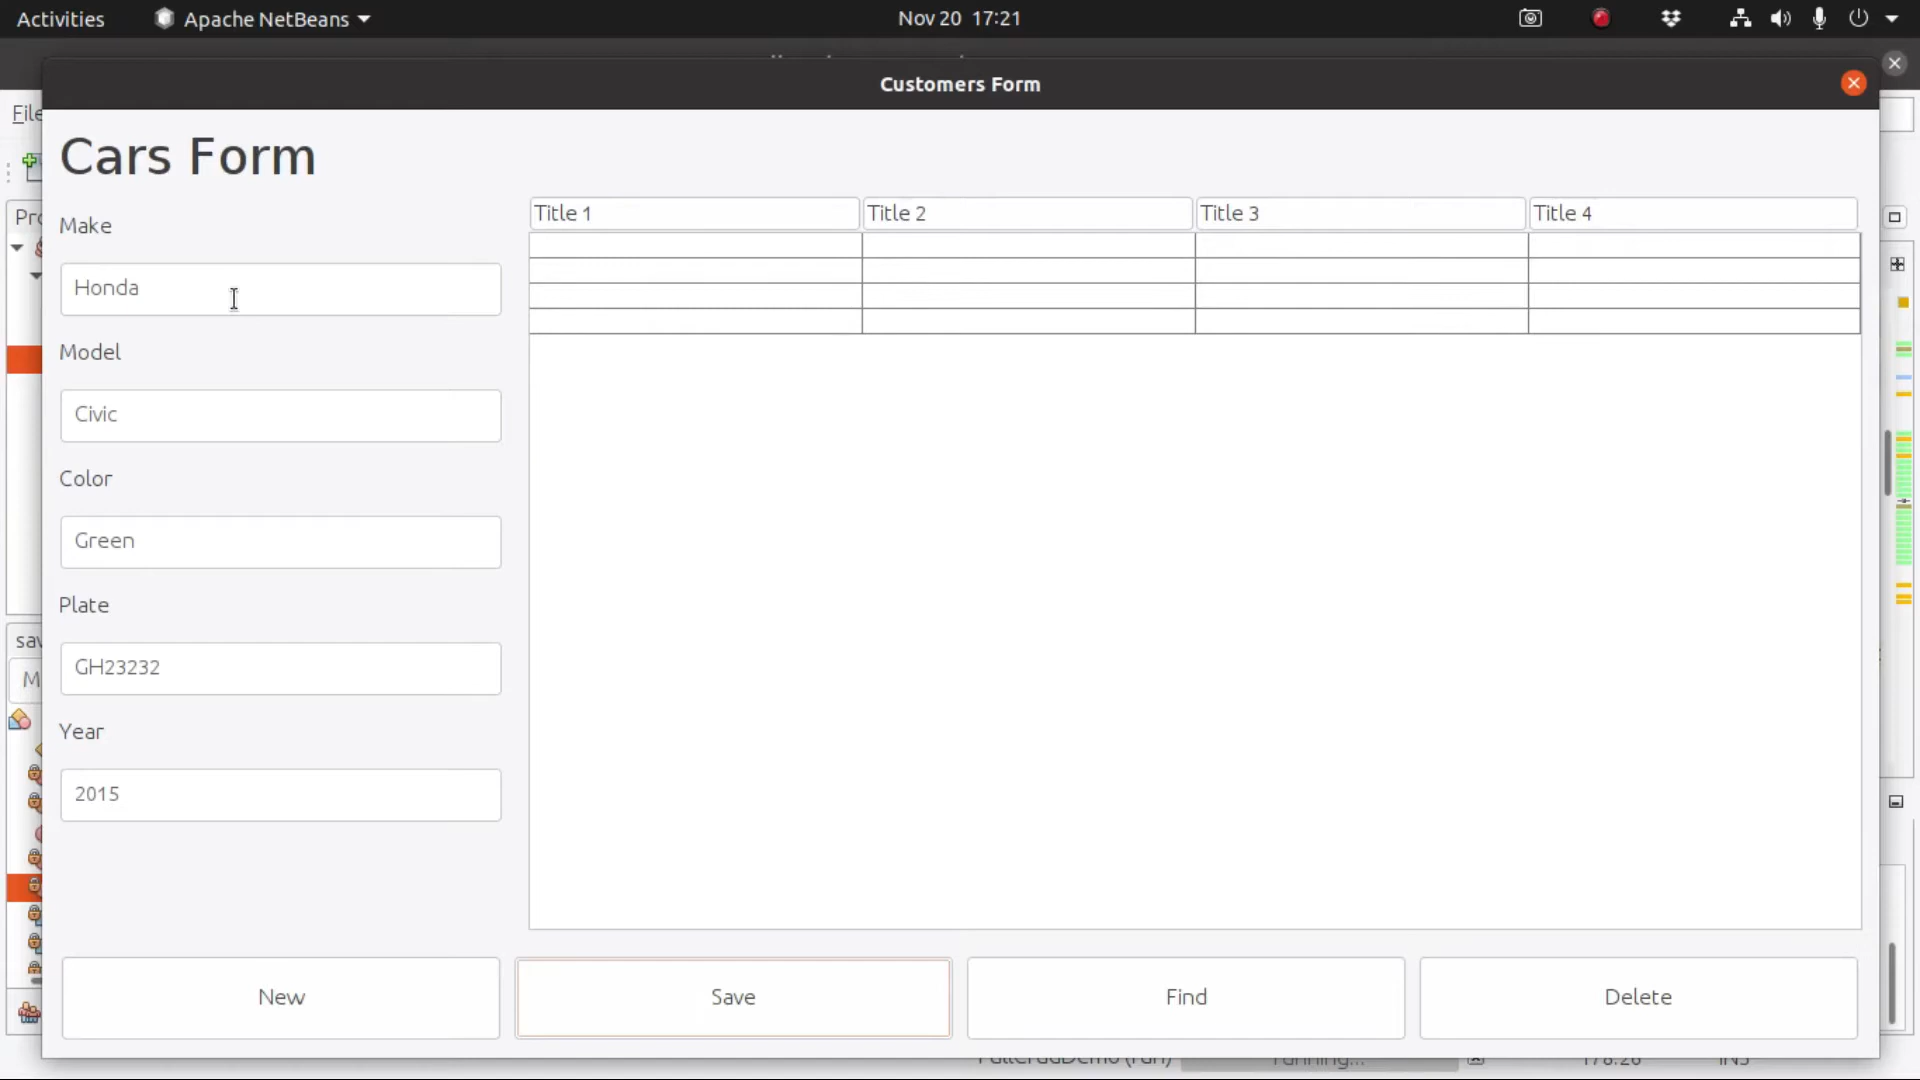 Activities Apache NetBeans Nov 20 17:21
Customers Form
File
Cars Form
Title 1 Title 2 Title 3 Title 4
Make
Honda
Model
Civic
Color
Green
Plate
GH23232
Year
2015
New Save Find Delete